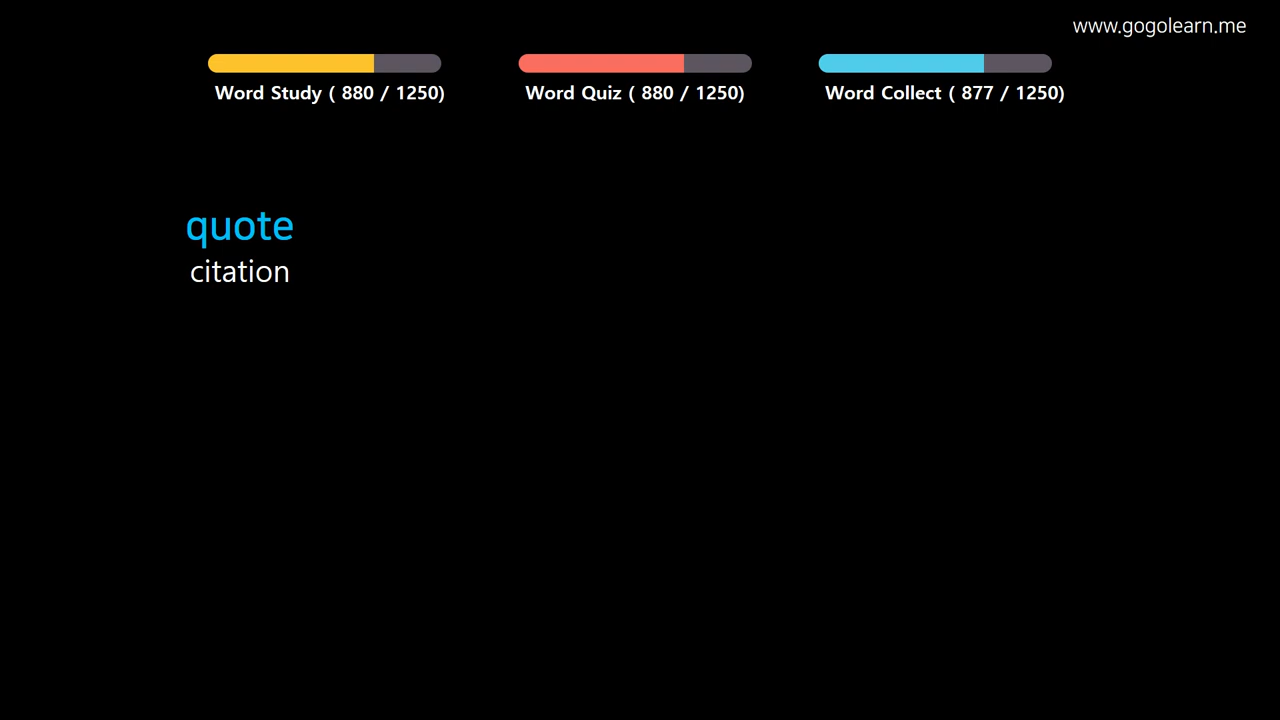 www.gogolearn.me
Word Study ( 880 / 1250)
Word Quiz ( 880 / 1250)
Word Collect ( 877 / 1250)
quote
citation